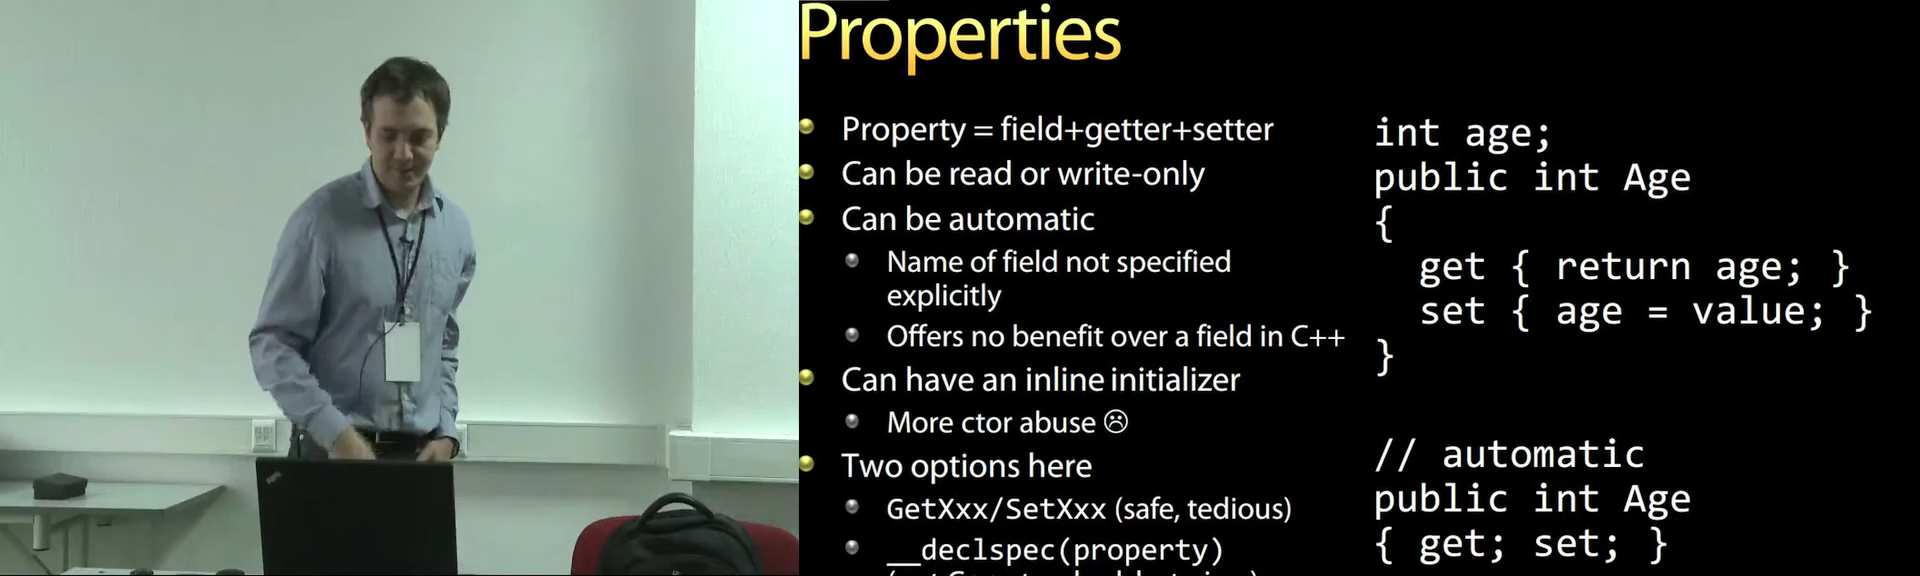 Properties
Property = field+getter+setter
Can be read or write-only
Can be automatic
Name of field not specified
explicitly
Offers no benefit over a field in C++
Can have an inline initializer
More ctor abuse ☹
Two options here
GetXxx/SetXxx (safe, tedious)
__declspec(property)
int age;
public int Age
{
get { return age; }
set { age = value; }
}
// automatic
public int Age
{ get; set; }